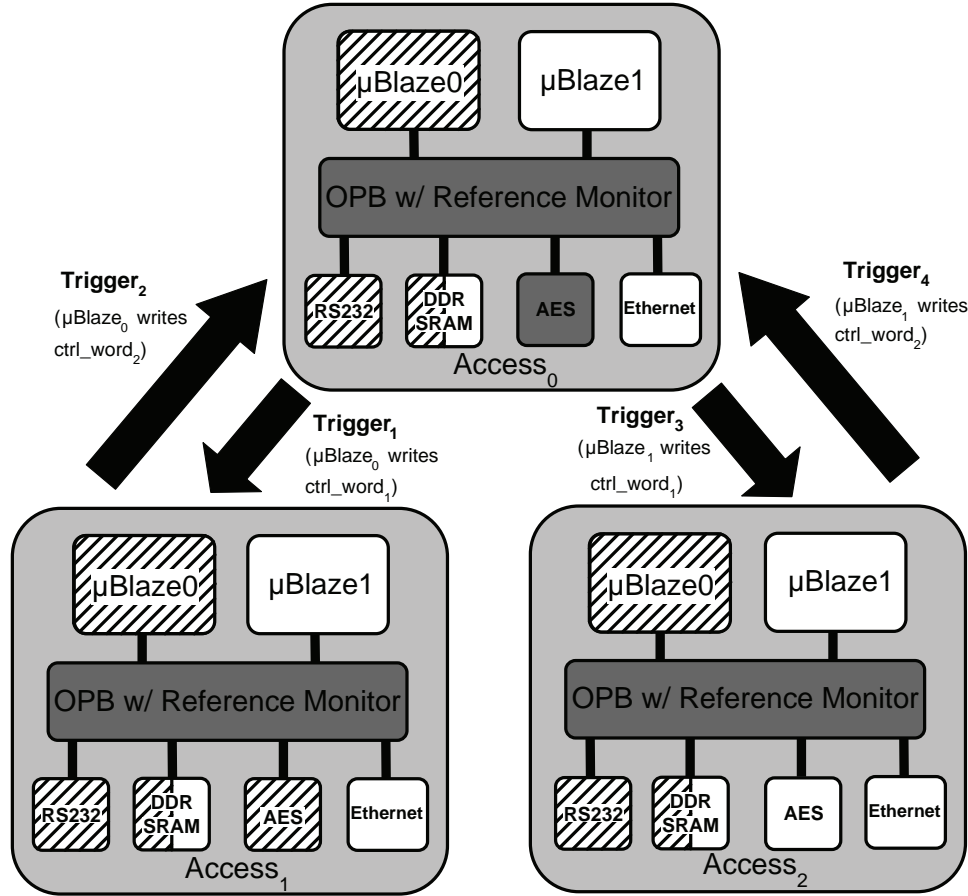 µBlaze0
µBlaze1
OPB w/ Reference Monitor
RS232
DDR
SRAM
AES
Ethernet
Access₀
Trigger₂
(µBlaze₀ writes
ctrl_word₂)
Trigger₄
(µBlaze₁ writes
ctrl_word₂)
Trigger₁
(µBlaze₀ writes
ctrl_word₁)
Trigger₃
(µBlaze₁ writes
ctrl_word₁)
µBlaze0
µBlaze1
OPB w/ Reference Monitor
RS232
DDR
SRAM
AES
Ethernet
Access₁
µBlaze0
µBlaze1
OPB w/ Reference Monitor
RS232
DDR
SRAM
AES
Ethernet
Access₂